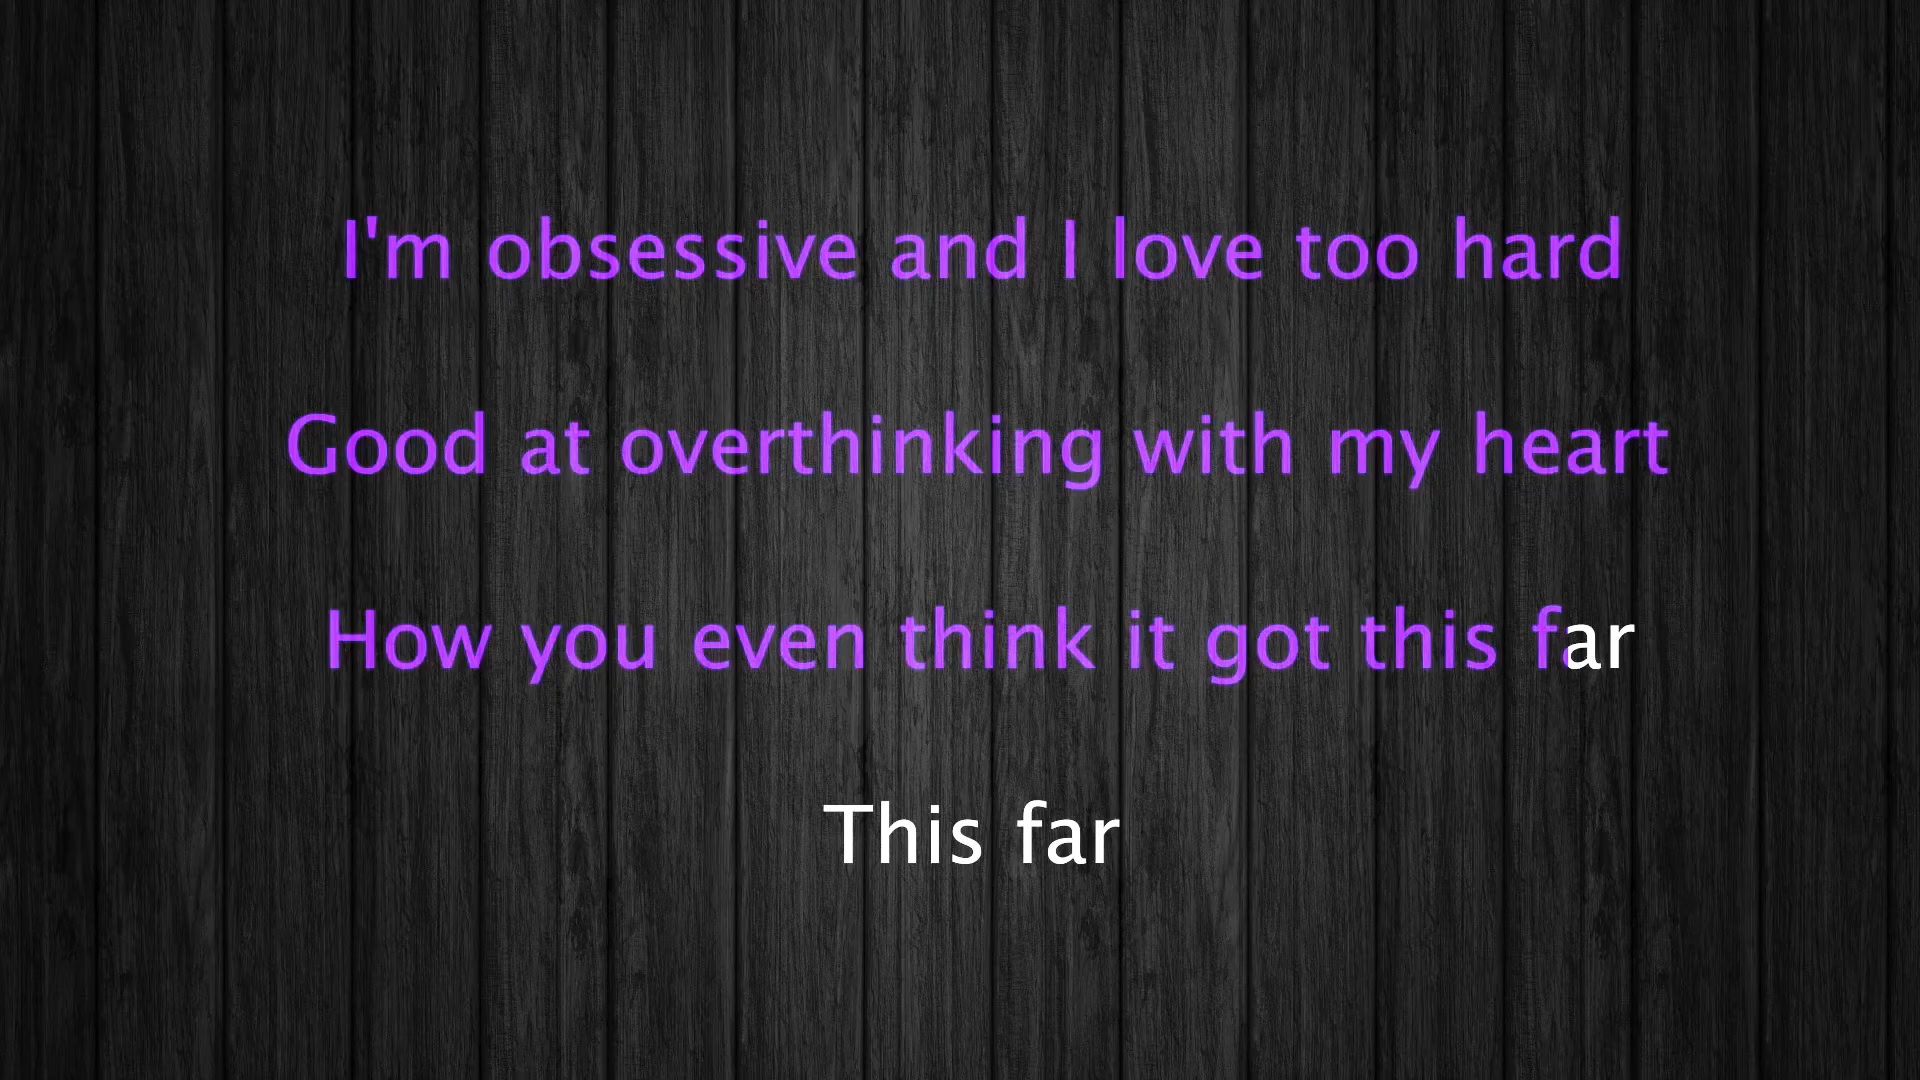 I'm obsessive and I love too hard
Good at overthinking with my heart
How you even think it got this far
This far